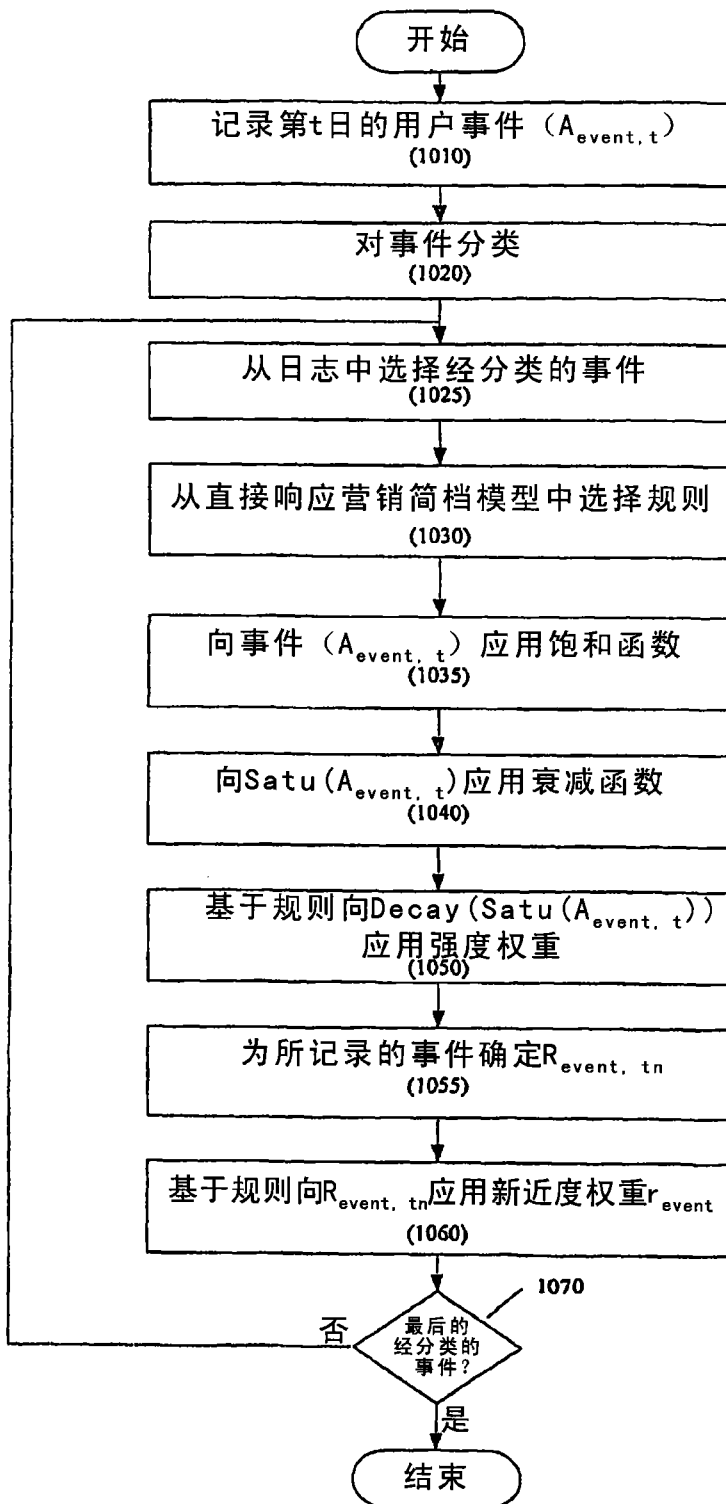 开始
记录第t日的用户事件（A_event,t）
(1010)
对事件分类
(1020)
从日志中选择经分类的事件
(1025)
从直接响应营销简档模型中选择规则
(1030)
向事件（A_event, t）应用饱和函数
(1035)
向Satu(A_event, t)应用衰减函数
(1040)
基于规则向Decay(Satu(A_event, t))
应用强度权重
(1050)
为所记录的事件确定R_event, tn
(1055)
基于规则向R_event, tn应用新近度权重r_event
(1060)
1070
否
最后的
经分类的
事件？
是
结束